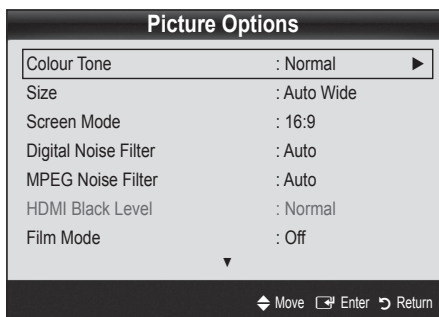 Picture Options
Colour Tone : Normal ►
Size : Auto Wide
Screen Mode : 16:9
Digital Noise Filter : Auto
MPEG Noise Filter : Auto
HDMI Black Level : Normal
Film Mode : Off
▼
Move Enter Return